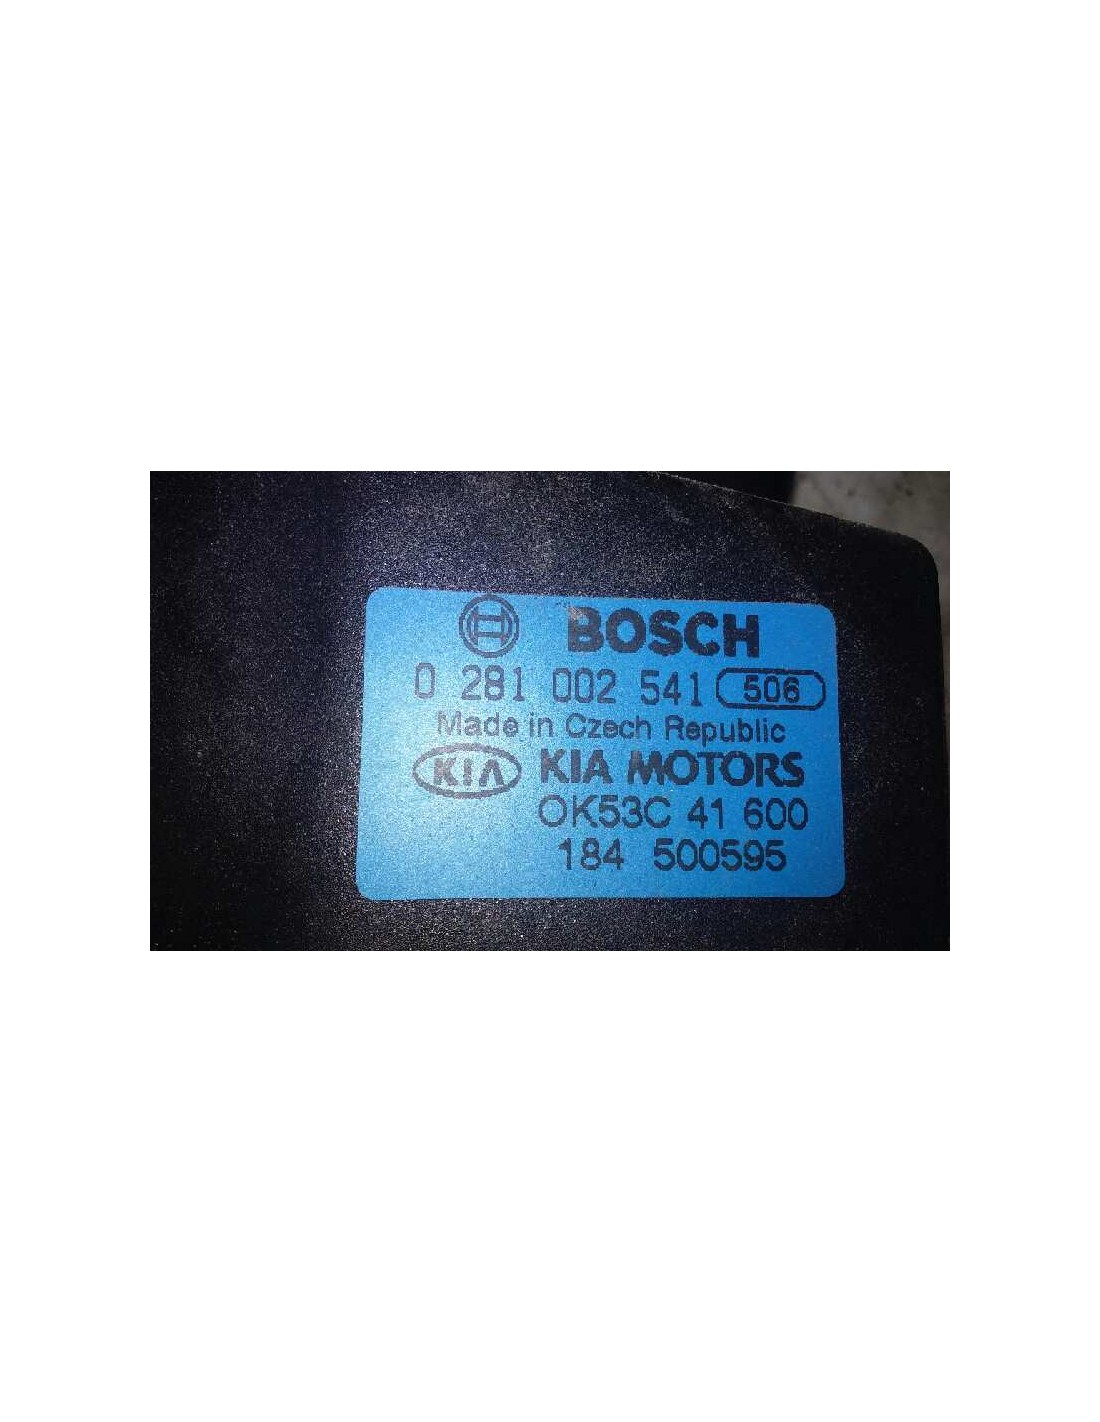 BOSCH
0 281 002 541 506
Made in Czech Republic
KIA KIA MOTORS
OK53C 41 600
184 500595